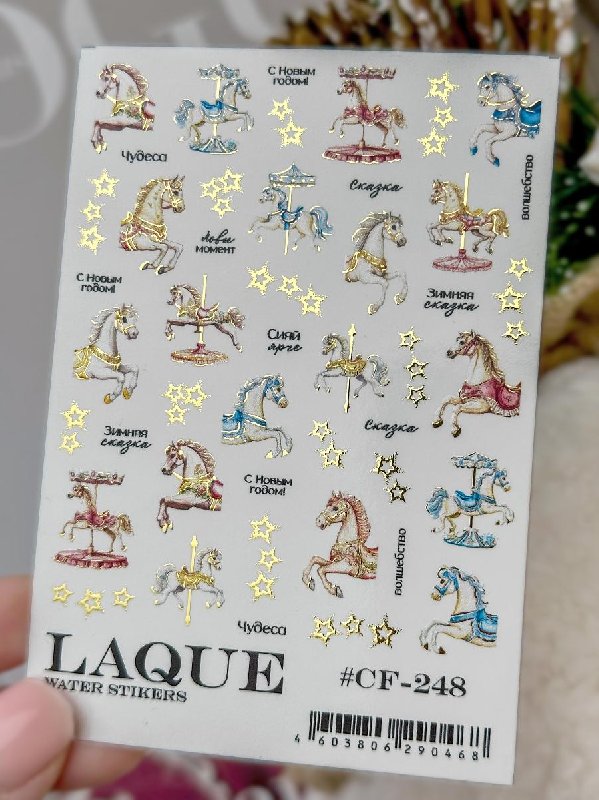 С Новым
годом!
Чудеса
Сказка
волшебство
Лови
момент
С Новым
годом!
Зимняя
сказка
Сияй
ярче
Зимняя
сказка
Сказка
С Новым
годом!
волшебство
Чудеса
LAQUE
WATER STIKERS
#CF-248
4 603806 290468